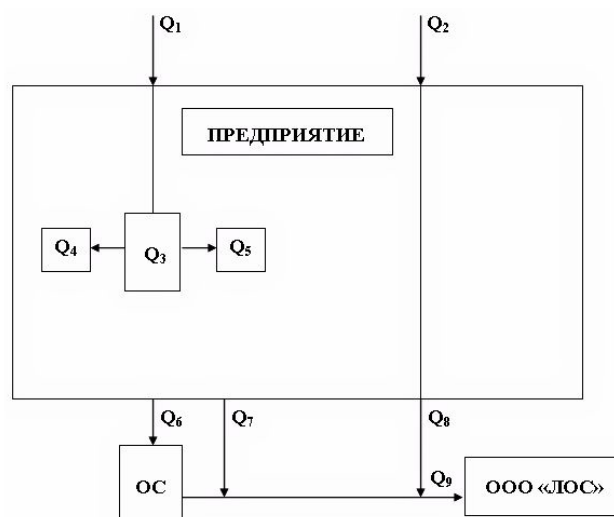 Q₁ Q₂
ПРЕДПРИЯТИЕ
Q₄ Q₃ Q₅
Q₆ Q₇ Q₈
ОС Q₉ ООО «ЛОС»